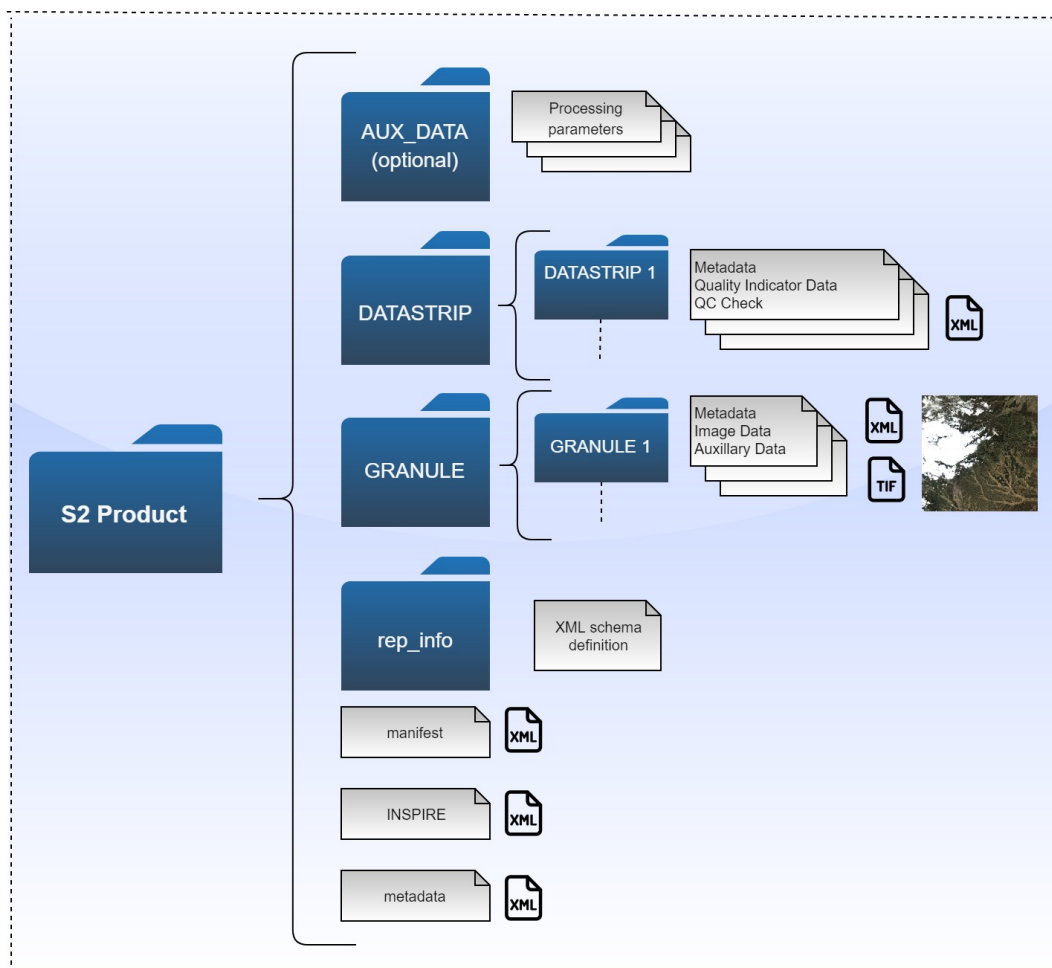 AUX_DATA
(optional)
Processing
parameters
DATASTRIP
DATASTRIP 1
Metadata
Quality Indicator Data
QC Check
XML
GRANULE
GRANULE 1
Metadata
Image Data
Auxillary Data
XML
TIF
S2 Product
rep_info
XML schema
definition
manifest
XML
INSPIRE
XML
metadata
XML